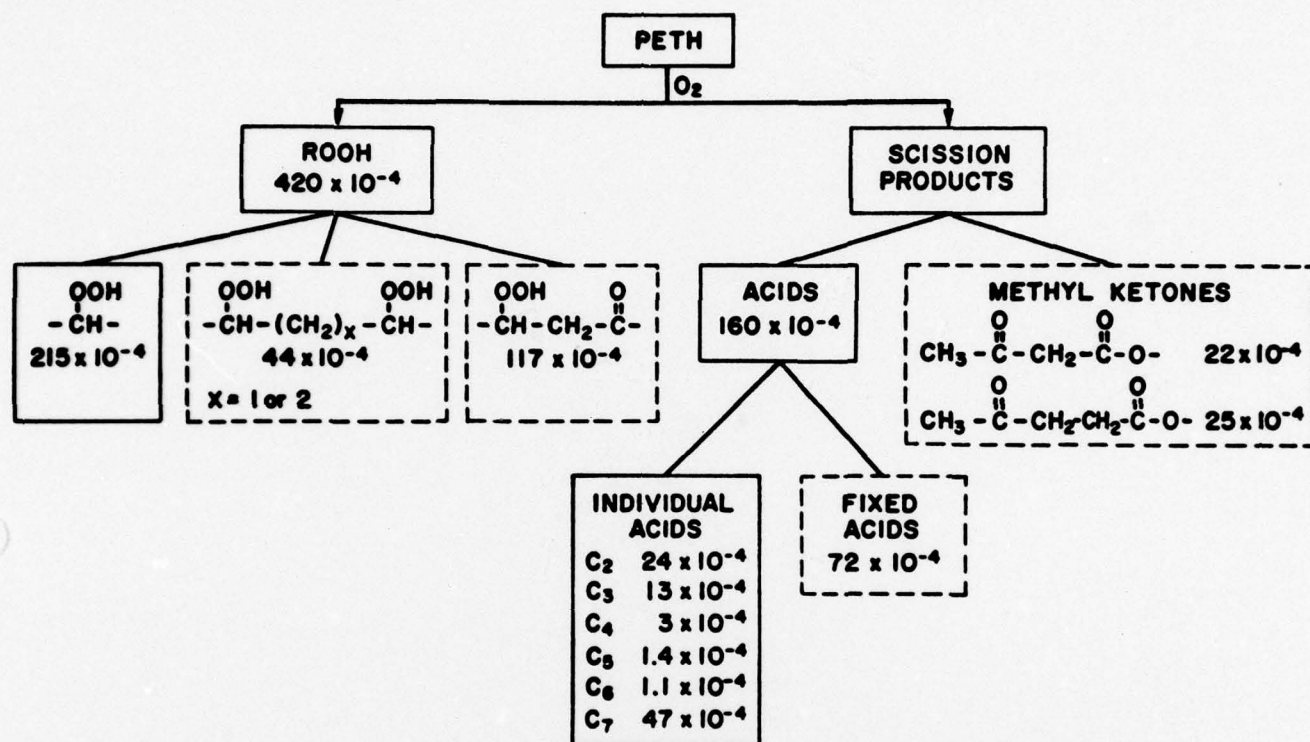 PETH
O₂
ROOH
420 x 10⁻⁴
SCISSION
PRODUCTS
OOH
-CH-
215 x 10⁻⁴
OOH OOH
-CH-(CH₂)ₓ-CH-
44 x 10⁻⁴
X = 1 or 2
OOH O
-CH-CH₂-C-
117 x 10⁻⁴
ACIDS
160 x 10⁻⁴
METHYL KETONES
O O
CH₃-C-CH₂-C-O- 22 x 10⁻⁴
O O
CH₃-C-CH₂-CH₂-C-O- 25 x 10⁻⁴
INDIVIDUAL
ACIDS
C₂ 24 x 10⁻⁴
C₃ 13 x 10⁻⁴
C₄ 3 x 10⁻⁴
C₅ 1.4 x 10⁻⁴
C₆ 1.1 x 10⁻⁴
C₇ 47 x 10⁻⁴
FIXED
ACIDS
72 x 10⁻⁴